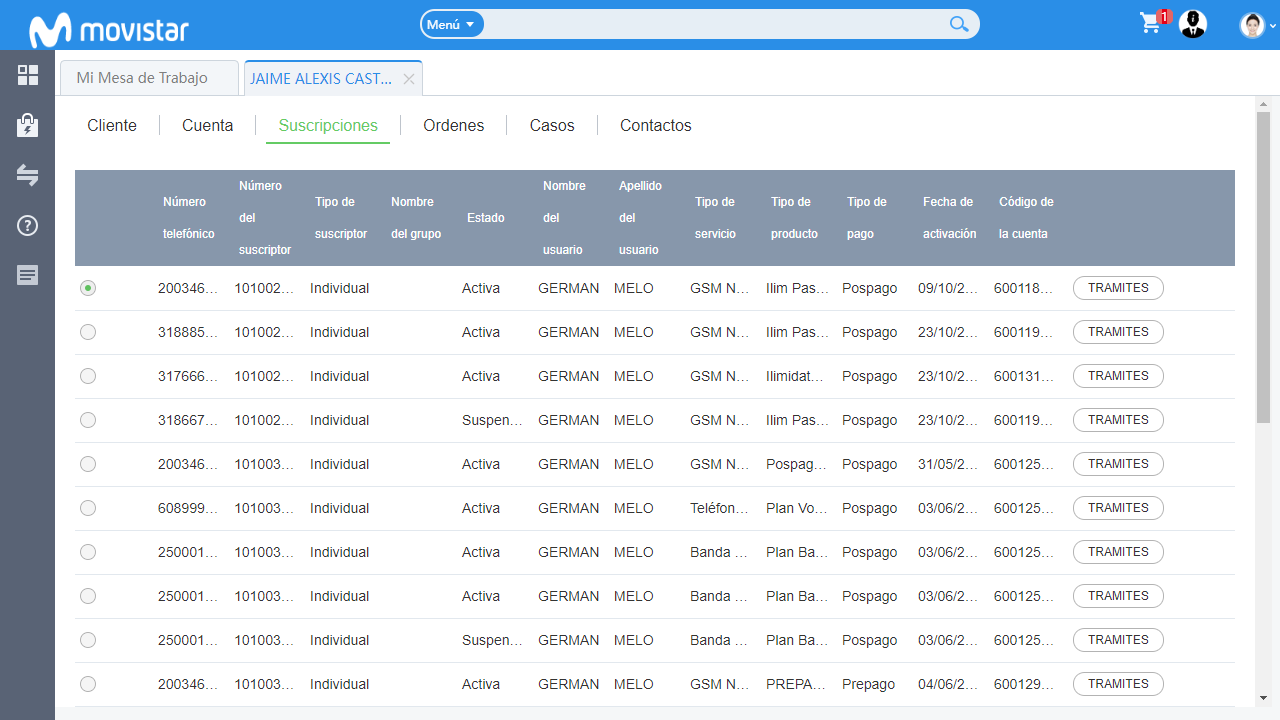 movistar
Menú
1
Mi Mesa de Trabajo
JAIME ALEXIS CAST...
Cliente
Cuenta
Suscripciones
Ordenes
Casos
Contactos
Número telefónico
Número del suscriptor
Tipo de suscriptor
Nombre del grupo
Estado
Nombre del usuario
Apellido del usuario
Tipo de servicio
Tipo de producto
Tipo de pago
Fecha de activación
Código de la cuenta
200346... 101002... Individual Activa GERMAN MELO GSM N... Ilim Pas... Pospago 09/10/2... 600118... TRAMITES
318885... 101002... Individual Activa GERMAN MELO GSM N... Ilim Pas... Pospago 23/10/2... 600119... TRAMITES
317666... 101002... Individual Activa GERMAN MELO GSM N... Ilimidat... Pospago 23/10/2... 600131... TRAMITES
318667... 101002... Individual Suspen... GERMAN MELO GSM N... Ilim Pas... Pospago 23/10/2... 600119... TRAMITES
200346... 101003... Individual Activa GERMAN MELO GSM N... Pospag... Pospago 31/05/2... 600125... TRAMITES
608999... 101003... Individual Activa GERMAN MELO Teléfon... Plan Vo... Pospago 03/06/2... 600125... TRAMITES
250001... 101003... Individual Activa GERMAN MELO Banda ... Plan Ba... Pospago 03/06/2... 600125... TRAMITES
250001... 101003... Individual Activa GERMAN MELO Banda ... Plan Ba... Pospago 03/06/2... 600125... TRAMITES
250001... 101003... Individual Suspen... GERMAN MELO Banda ... Plan Ba... Pospago 03/06/2... 600125... TRAMITES
200346... 101003... Individual Activa GERMAN MELO GSM N... PREPA... Prepago 04/06/2... 600129... TRAMITES